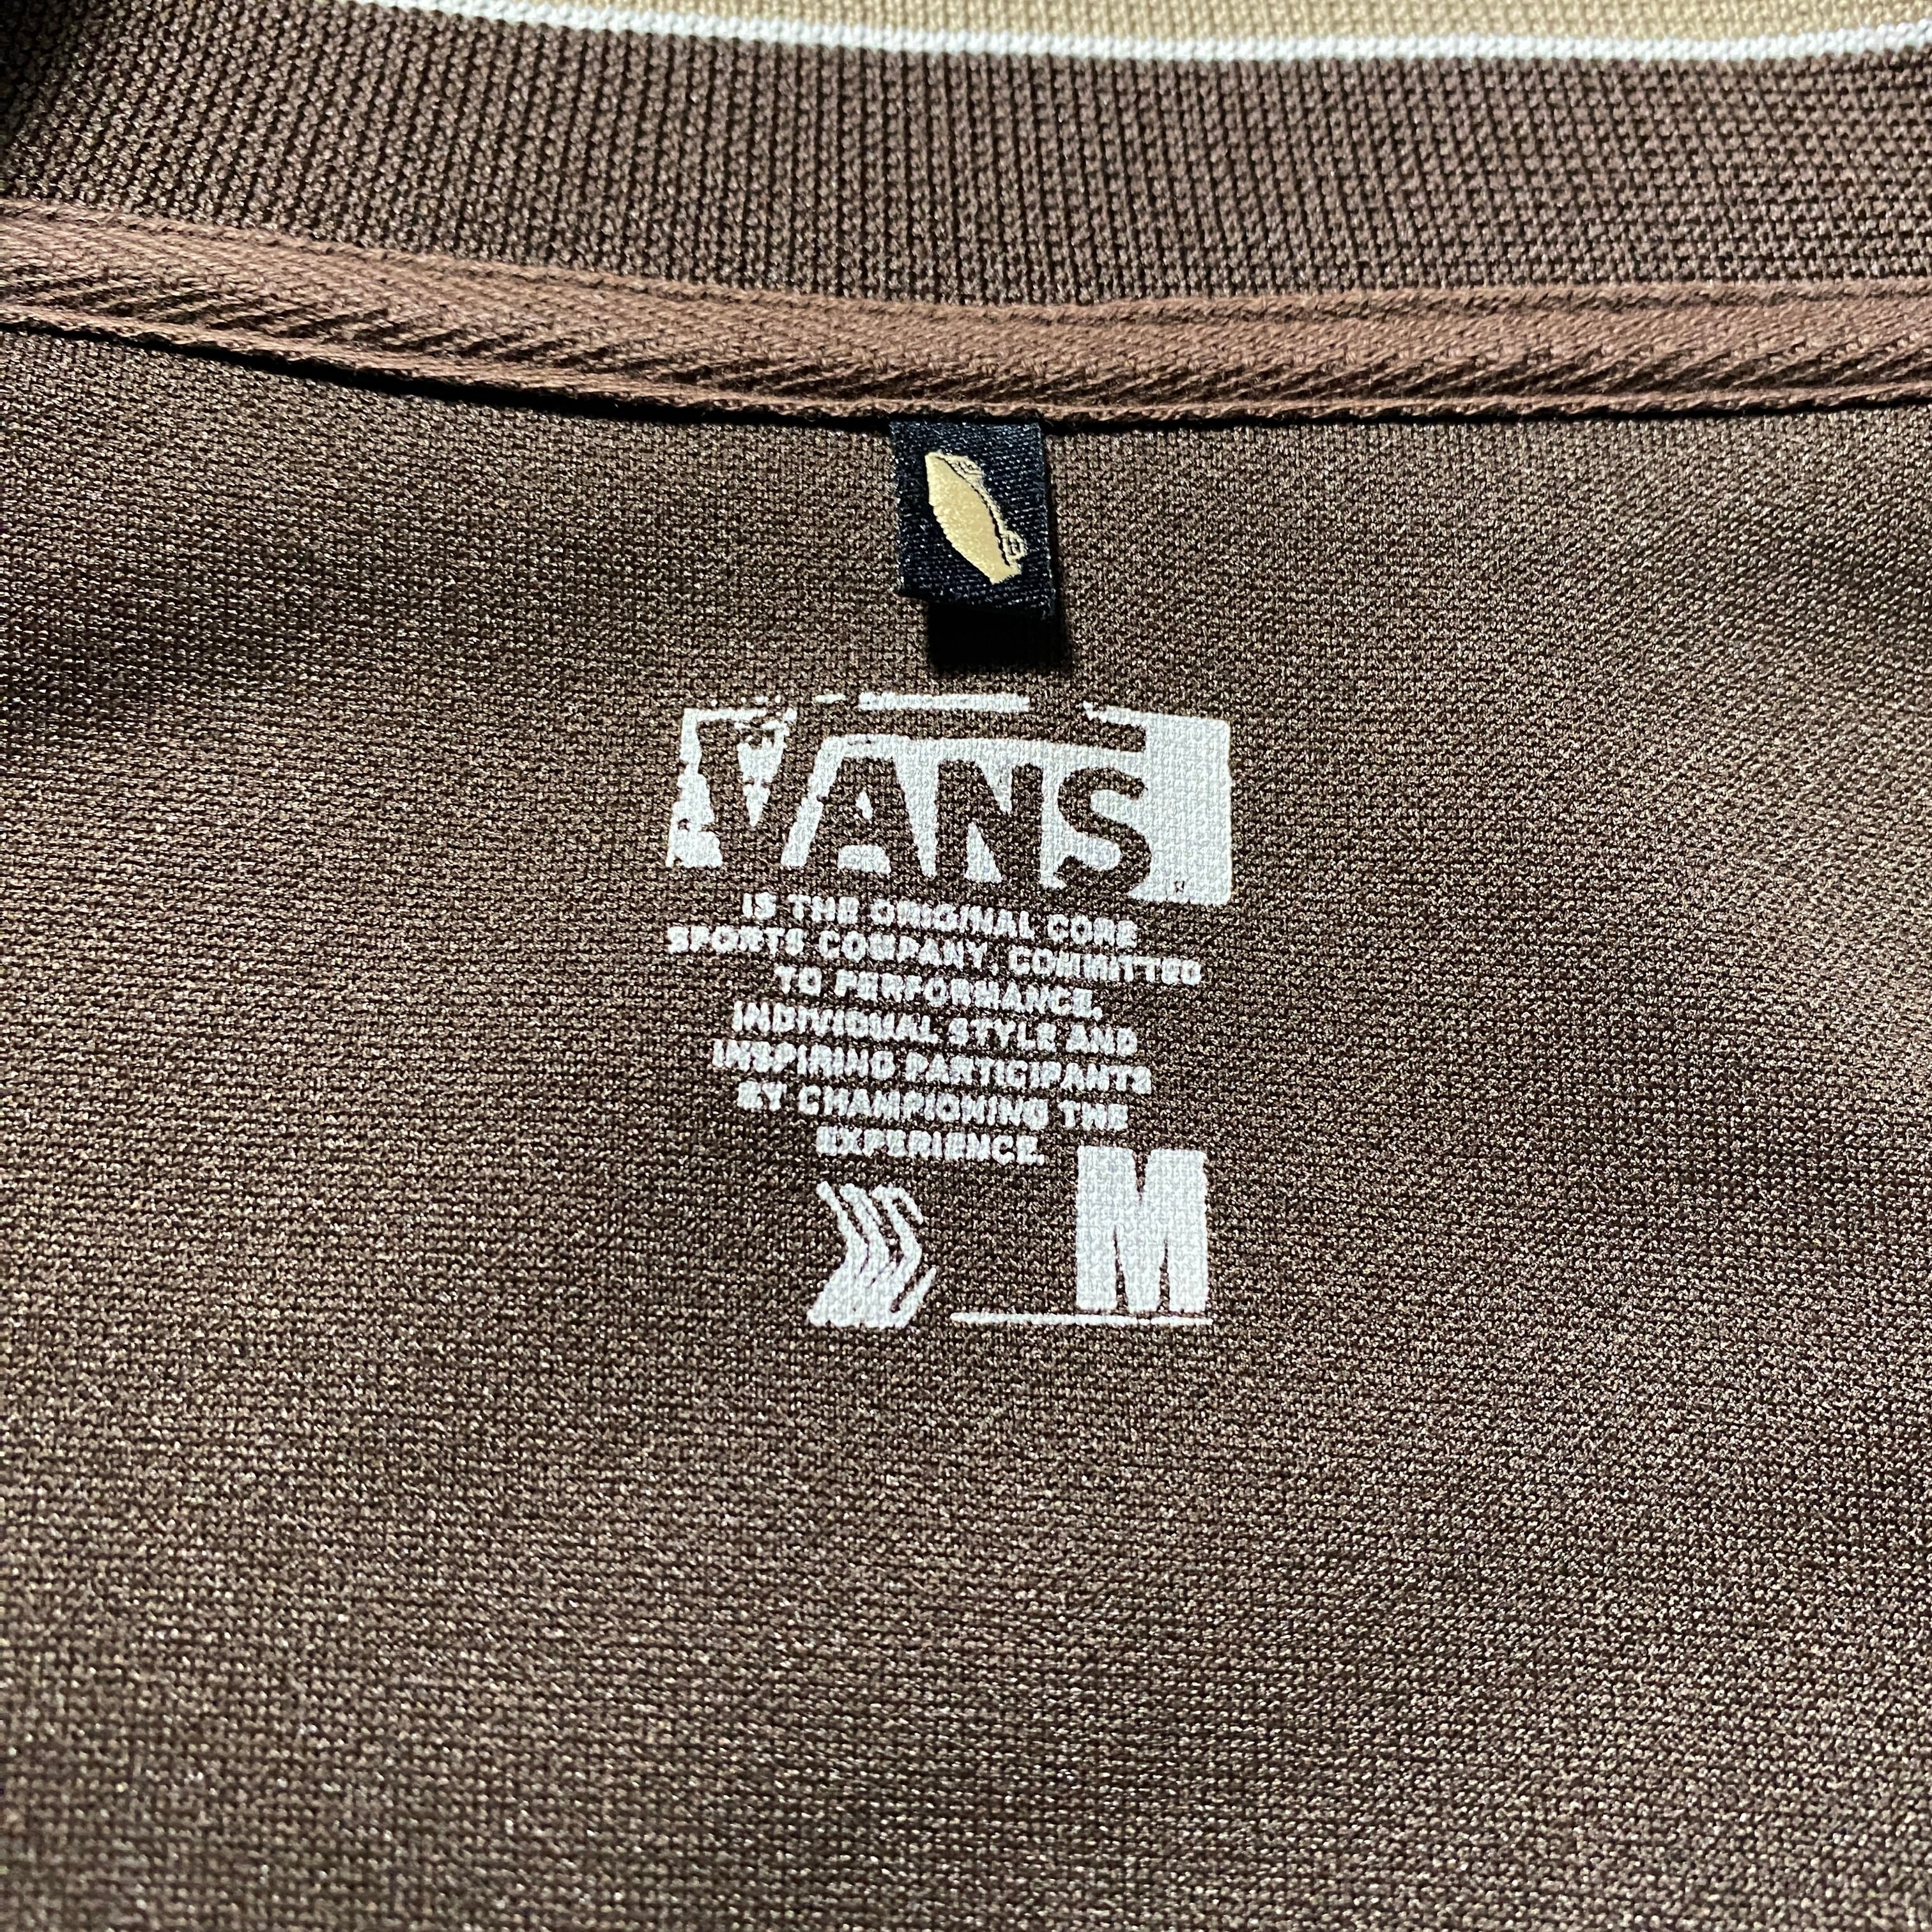 VANS
IS THE ORIGINAL CORE
SPORTS COMPANY, COMMITTED
TO PERFORMANCE,
INDIVIDUAL STYLE AND
INSPIRING PARTICIPANTS
BY CHAMPIONING THE
EXPERIENCE.
M